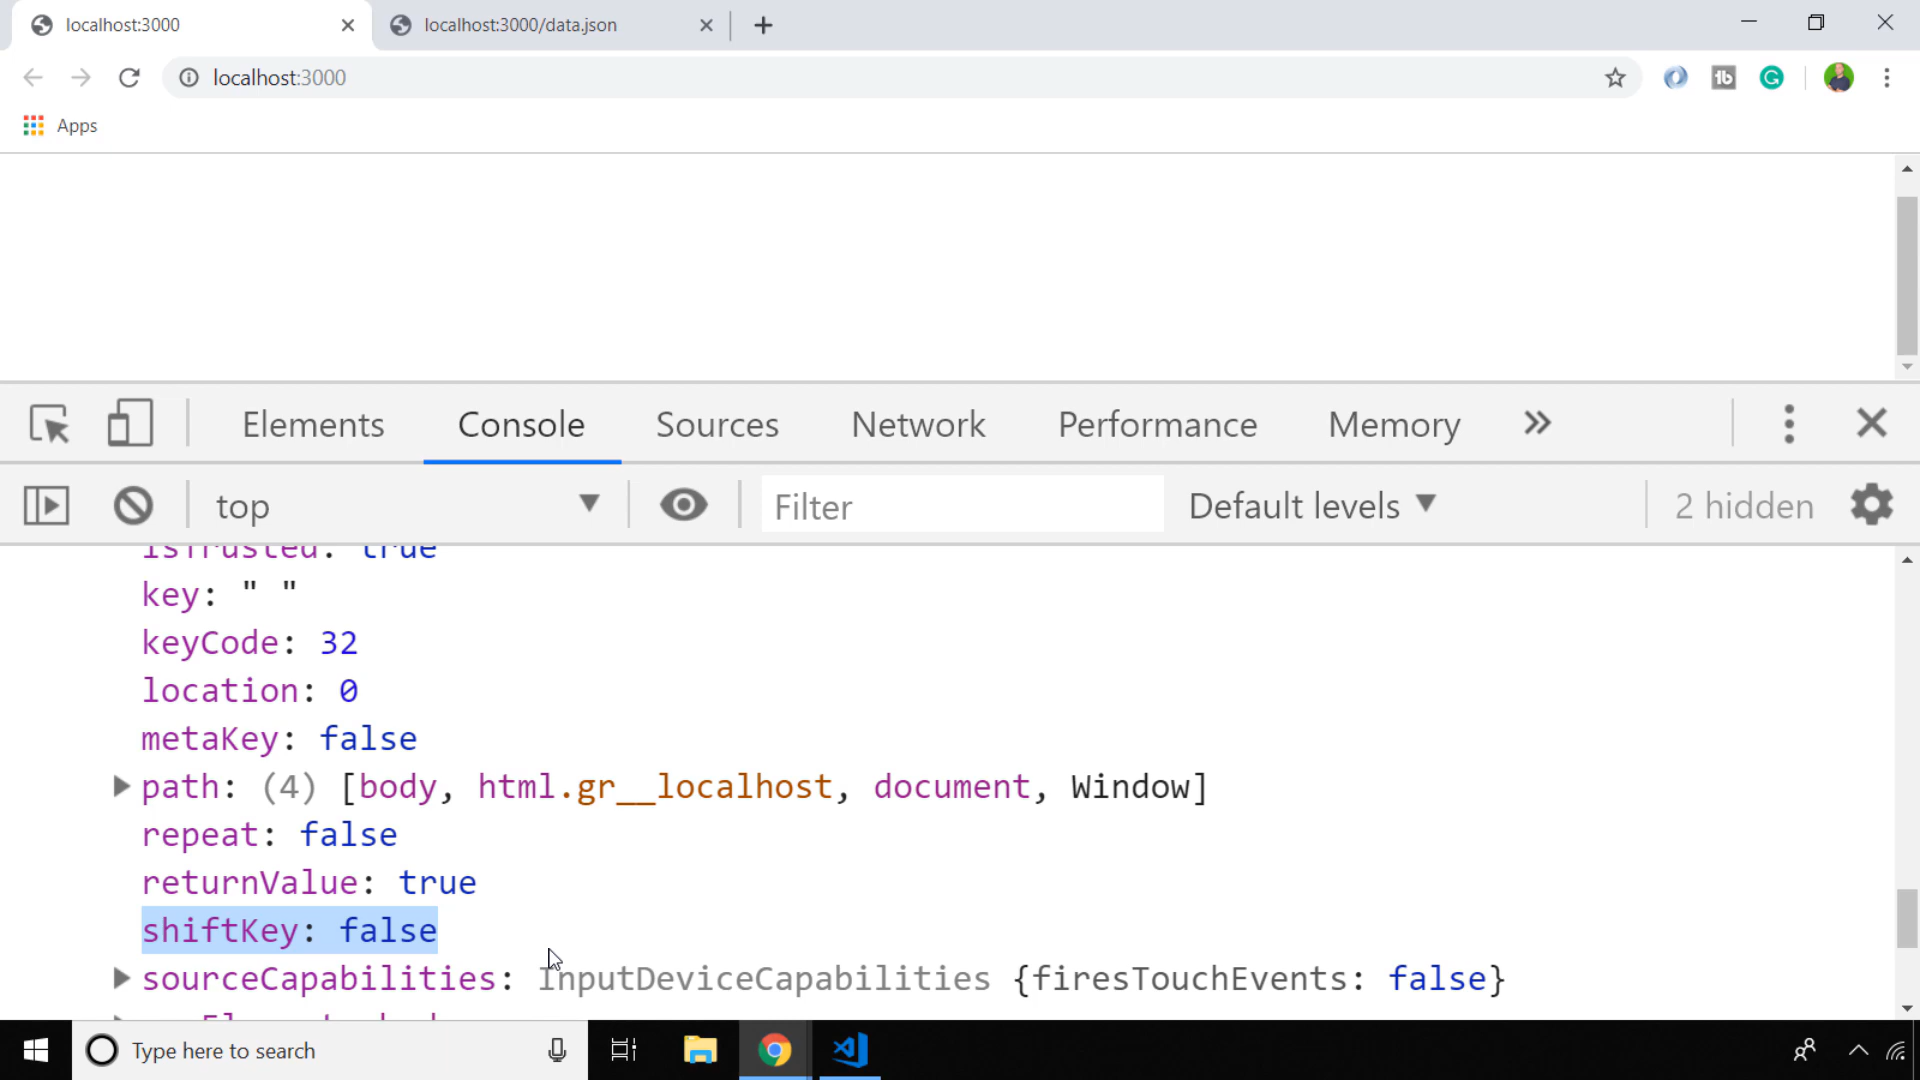 localhost:3000
localhost:3000/data.json
localhost:3000
Apps
Elements
Console
Sources
Network
Performance
Memory
top
Filter
Default levels
2 hidden
isTrusted: true
key: " "
keyCode: 32
location: 0
metaKey: false
path: (4) [body, html.gr__localhost, document, Window]
repeat: false
returnValue: true
shiftKey: false
sourceCapabilities: InputDeviceCapabilities {firesTouchEvents: false}
Type here to search